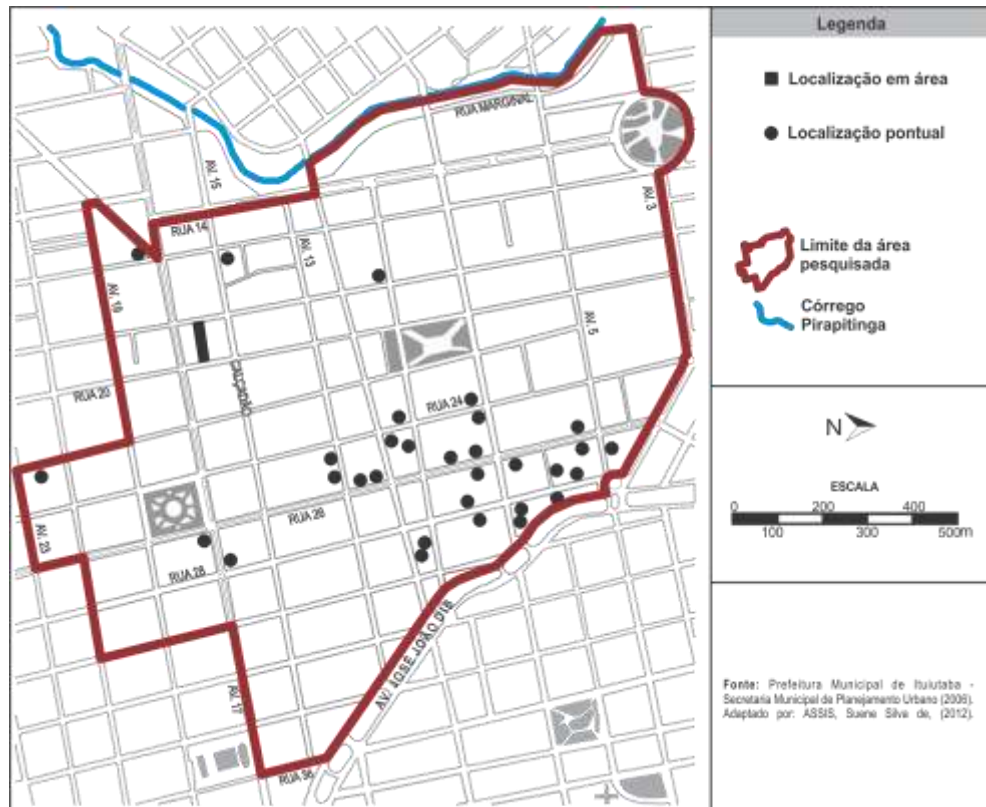 RUA MARGINAL
AV. 15
AV. 3
RUA 14
AV. 13
AV. 19
AV. 5
CALÇADÃO
RUA 20
RUA 24
RUA 26
AV. 23
RUA 28
AV. JOSÉ JOÃO DIB
AV. 17
RUA 36
Legenda
Localização em área
Localização pontual
Limite da área
pesquisada
Córrego
Pirapitinga
N
ESCALA
0 200 400
100 300 500m
Fonte: Prefeitura Municipal de Ituiutaba -
Secretaria Municipal de Planejamento Urbano (2006).
Adaptado por: ASSIS, Suene Silva de, (2012).